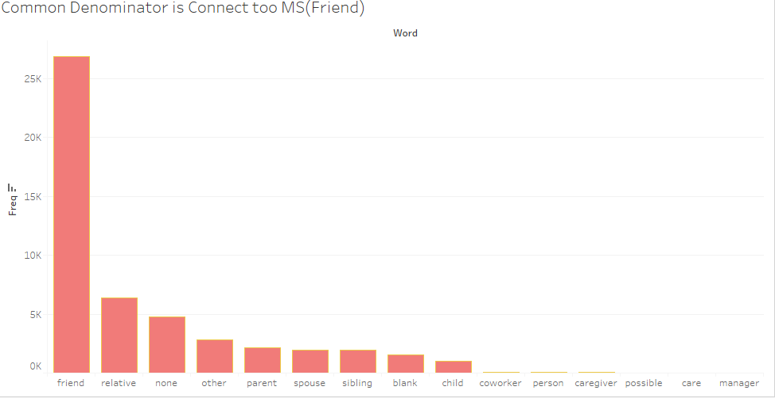 Common Denominator is Connect too MS(Friend)
Word
Freq
25K
20K
15K
10K
5K
0K
friend relative none other parent spouse sibling blank child coworker person caregiver possible care manager